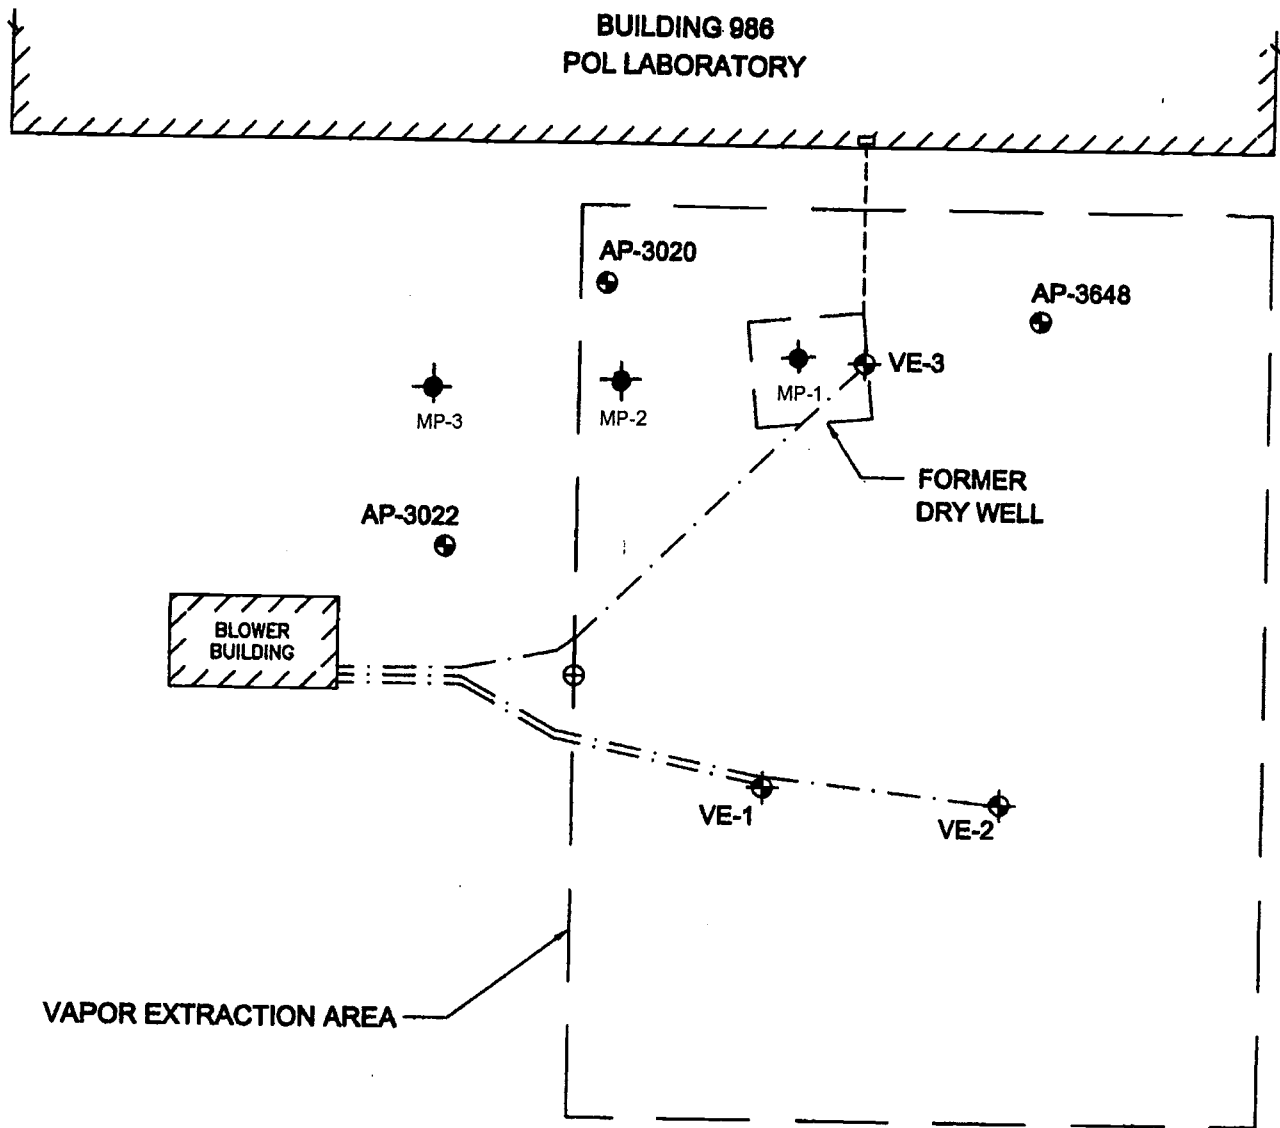 BUILDING 986
POL LABORATORY
AP-3020
AP-3648
VE-3
MP-1
MP-2
MP-3
FORMER
DRY WELL
AP-3022
BLOWER
BUILDING
VE-1
VE-2
VAPOR EXTRACTION AREA